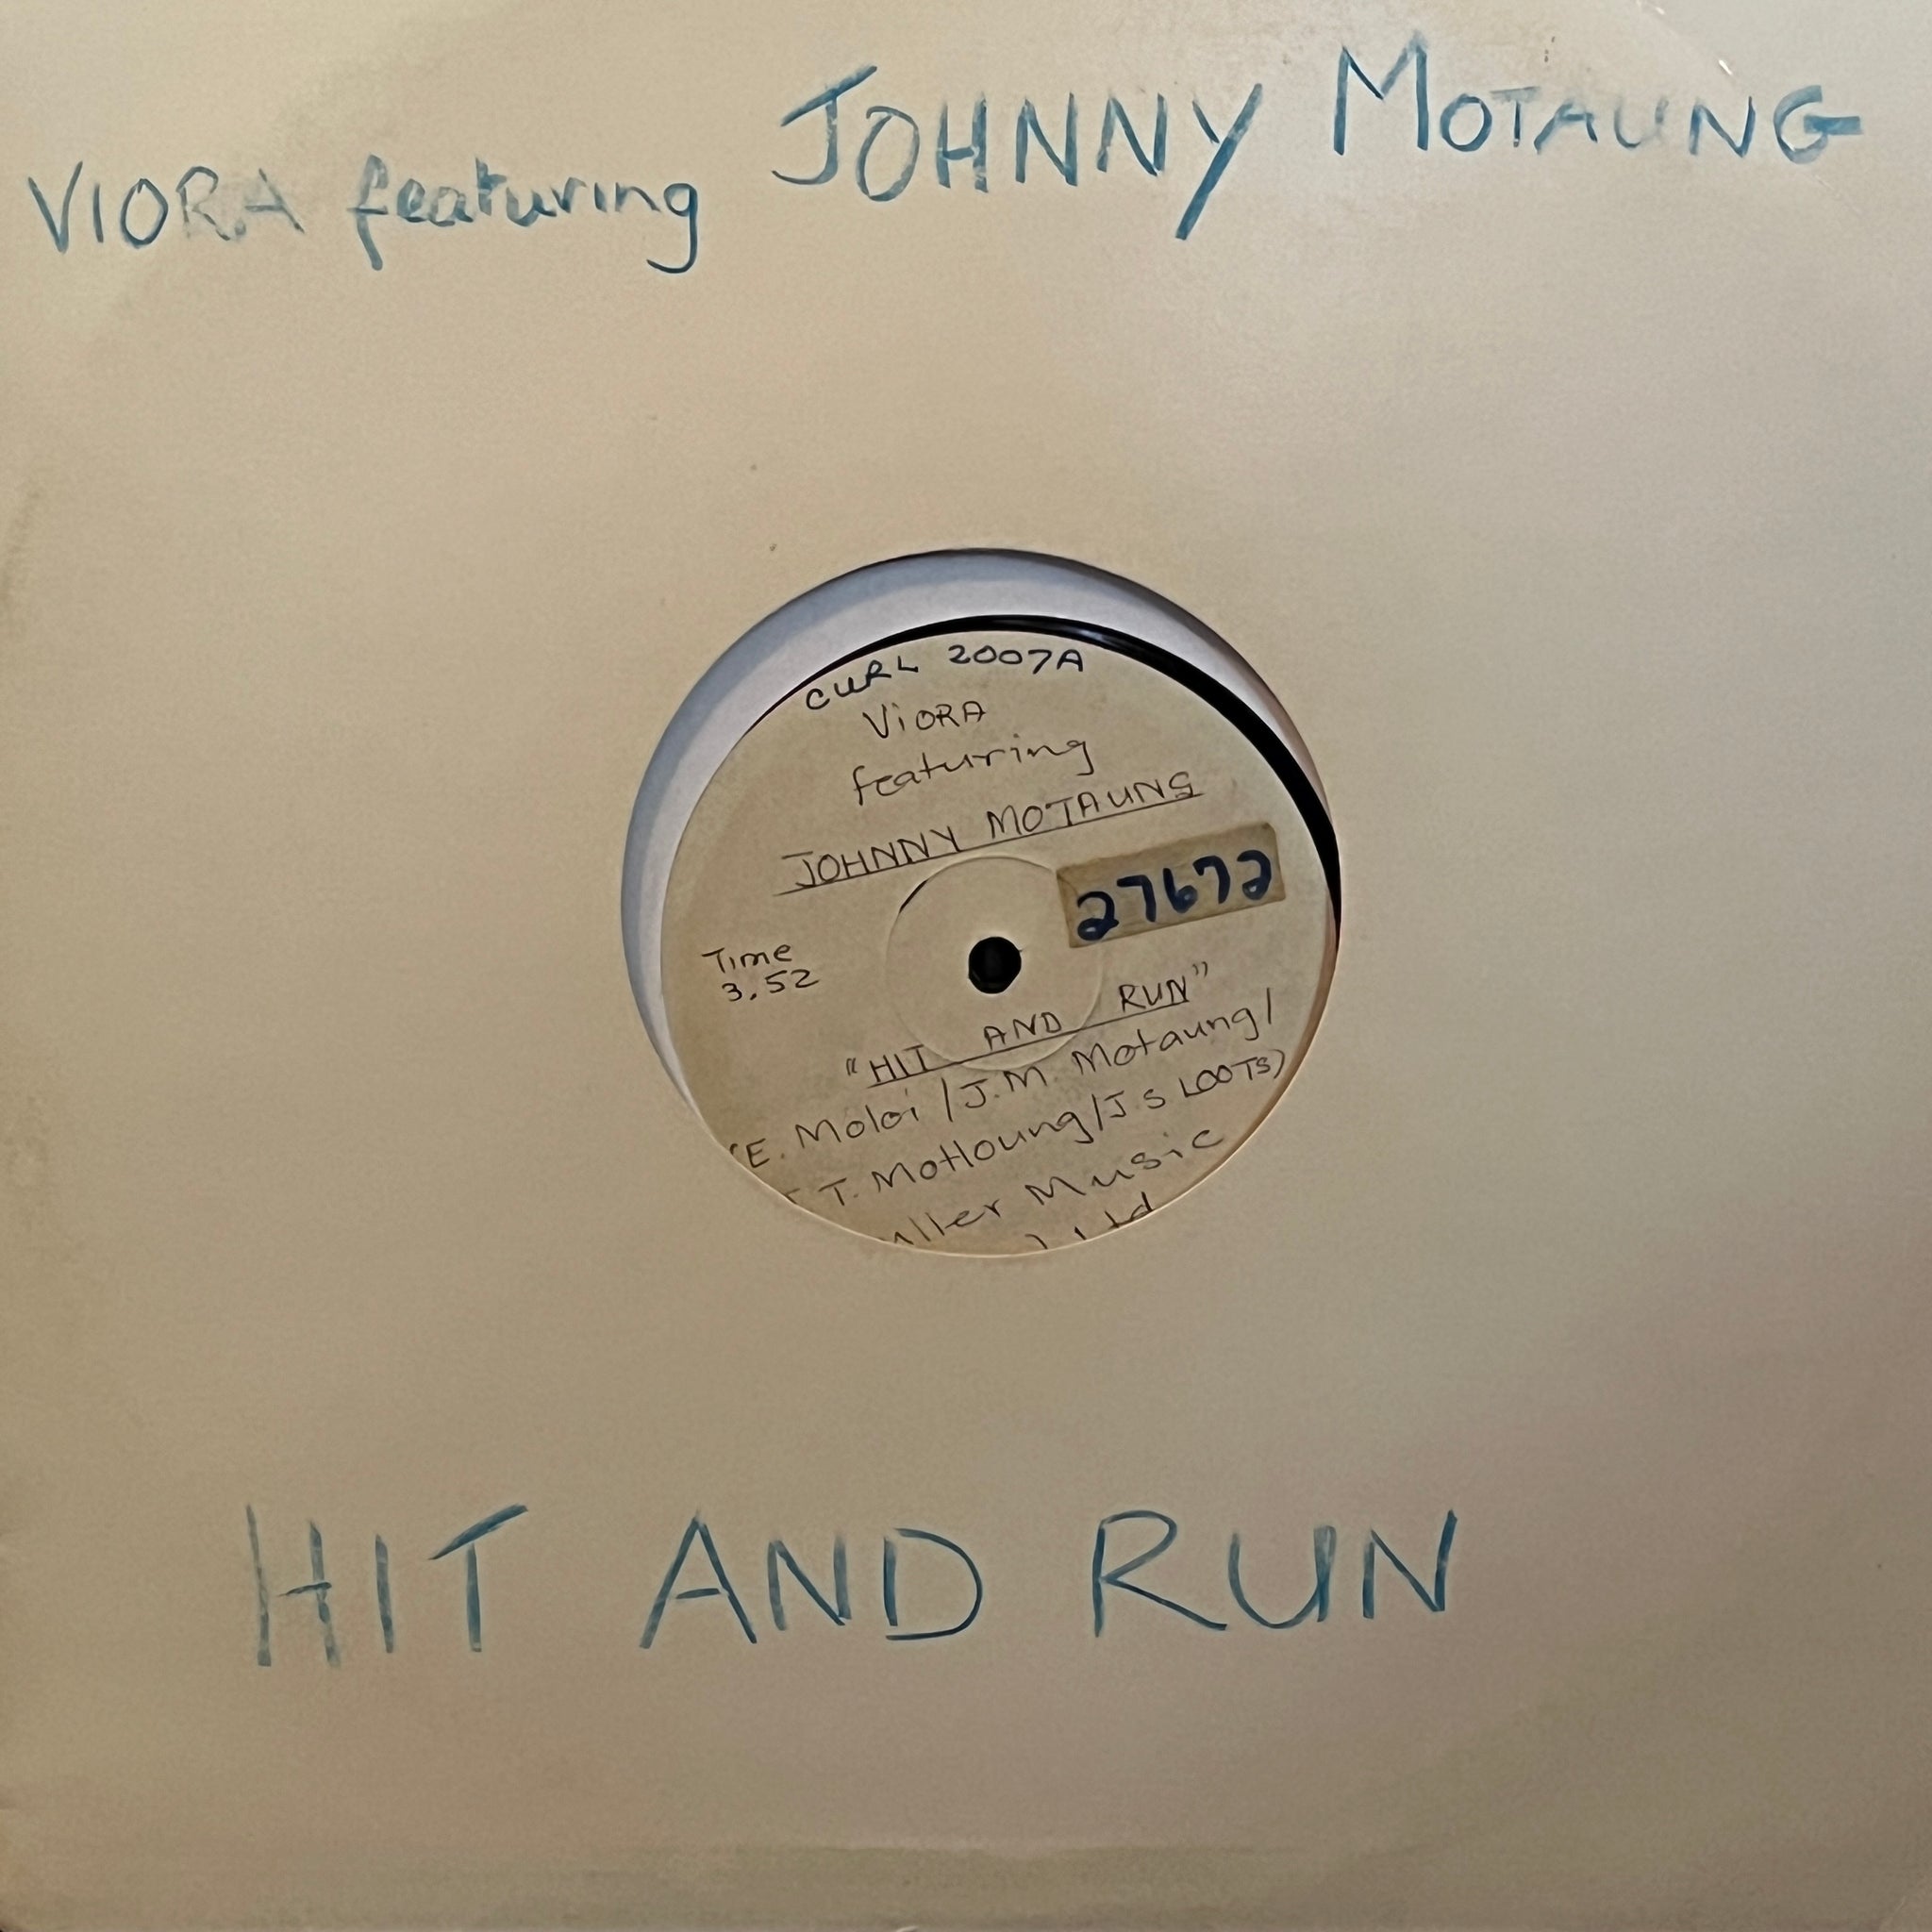 VIORA featuring JOHNNY MOTAUNG
CURL 2007A
VIORA
featuring
JOHNNY MOTAUNG
27672
Time
3.52
"HIT AND RUN"
(E. Moloi / J.M. Motaung /
T. Motloung / J.S LOOTS)
Music
Ltd
HIT AND RUN